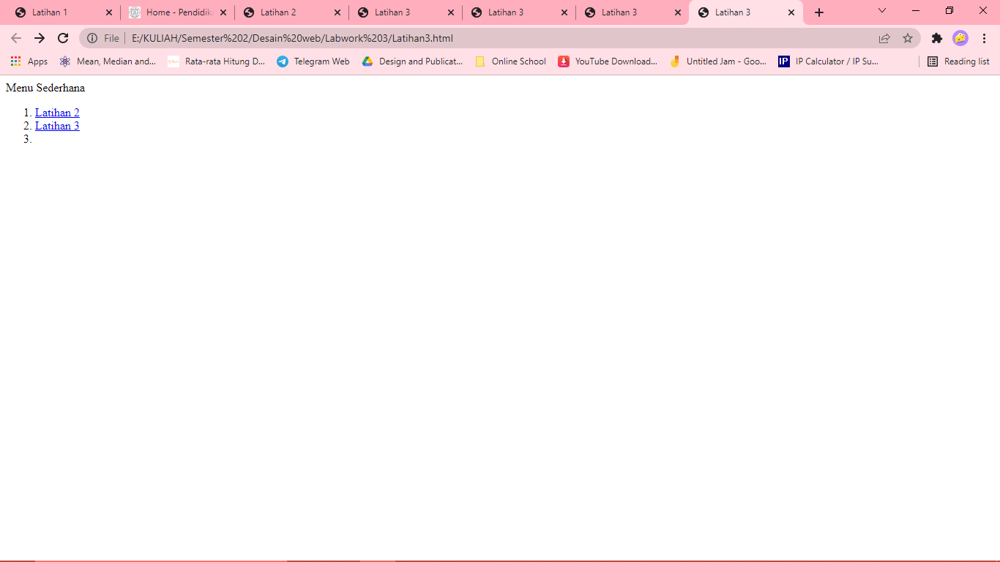 Latihan 1 Home - Pendidik Latihan 2 Latihan 3 Latihan 3 Latihan 3 Latihan 3
File E:/KULIAH/Semester%202/Desain%20web/Labwork%203/Latihan3.html
Apps Mean, Median and... Rata-rata Hitung D... Telegram Web Design and Publicat... Online School YouTube Download... Untitled Jam - Goo... IP IP Calculator / IP Su... Reading list
Menu Sederhana
1. Latihan 2
2. Latihan 3
3.